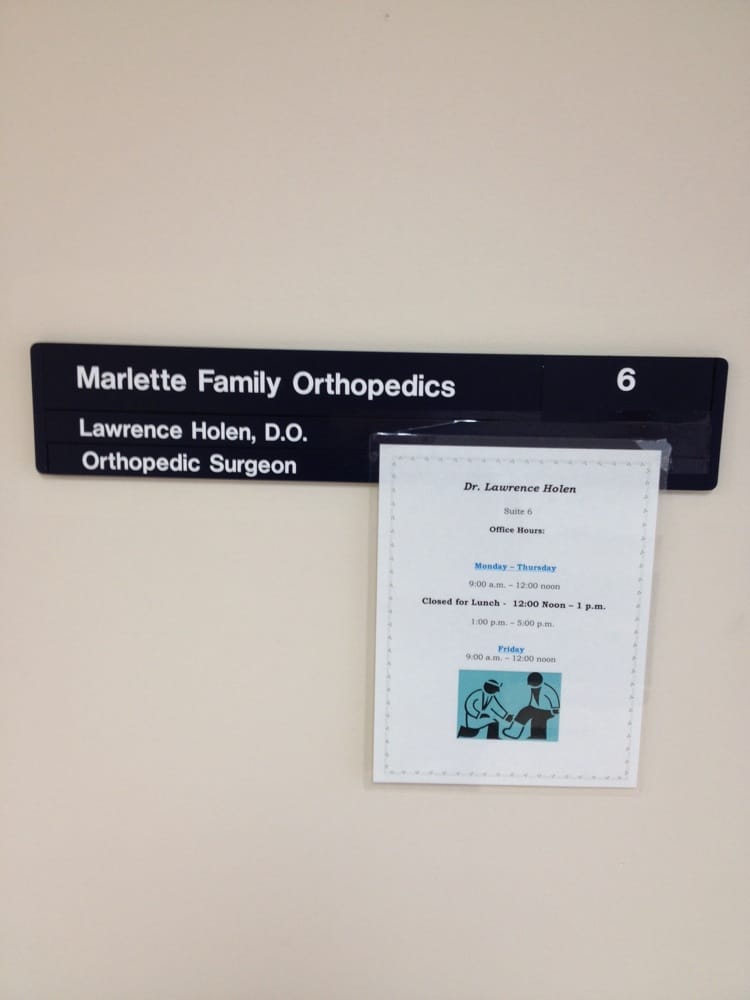 Marlette Family Orthopedics 6
Lawrence Holen, D.O.
Orthopedic Surgeon
Dr. Lawrence Holen
Suite 6
Office Hours:
Monday – Thursday
9:00 a.m. – 12:00 noon
Closed for Lunch - 12:00 Noon – 1 p.m.
1:00 p.m. – 5:00 p.m.
Friday
9:00 a.m. – 12:00 noon